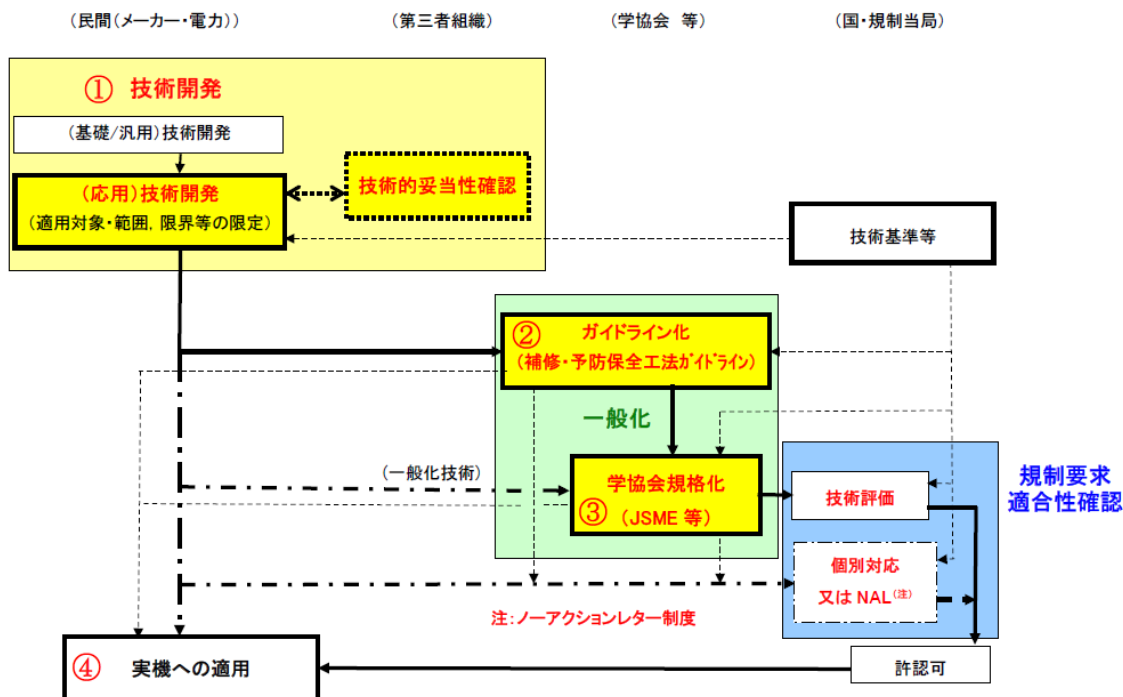 (民間(メーカー・電力))
(第三者組織)
(学協会 等)
(国・規制当局)
① 技術開発
(基礎/汎用)技術開発
(応用)技術開発
(適用対象・範囲, 限界等の限定)
技術的妥当性確認
技術基準等
② ガイドライン化
(補修・予防保全工法ガイドライン)
一般化
(一般化技術)
学協会規格化
③ (JSME 等)
技術評価
規制要求
適合性確認
個別対応
又は NAL(注)
注:ノーアクションレター制度
④ 実機への適用
許認可